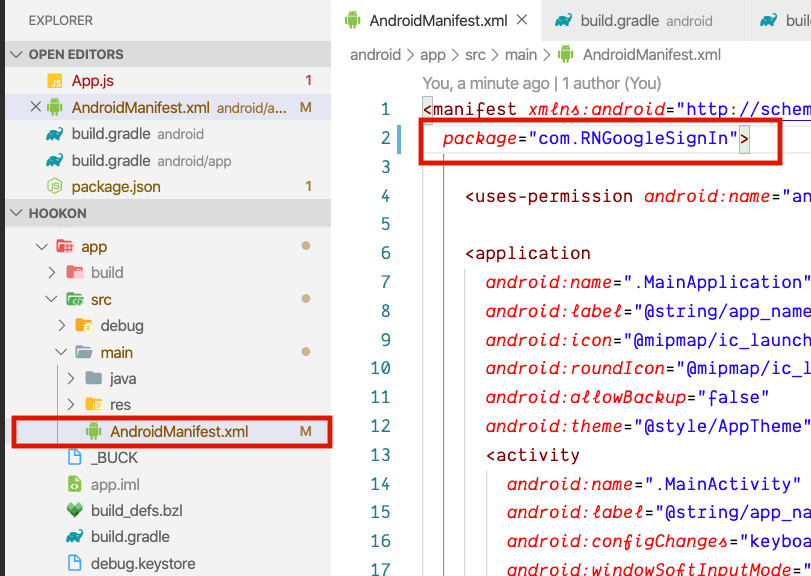 EXPLORER
OPEN EDITORS
App.js 1
AndroidManifest.xml android/a... M
build.gradle android
build.gradle android/app
package.json 1
HOOKON
app
build
src
debug
main
java
res
AndroidManifest.xml M
_BUCK
app.iml
build_defs.bzl
build.gradle
debug.keystore
AndroidManifest.xml
build.gradle android
bui
android > app > src > main > AndroidManifest.xml
You, a minute ago | 1 author (You)
1 <manifest xmlns:android="http://schem
2 package="com.RNGoogleSignIn">
3
4 <uses-permission android:name="an
5
6 <application
7 android:name=".MainApplication"
8 android:label="@string/app_name
9 android:icon="@mipmap/ic_launch
10 android:roundIcon="@mipmap/ic_l
11 android:allowBackup="false"
12 android:theme="@style/AppTheme"
13 <activity
14 android:name=".MainActivity"
15 android:label="@string/app_na
16 android:configChanges="keyboa
17 android:windowSoftInputMode="